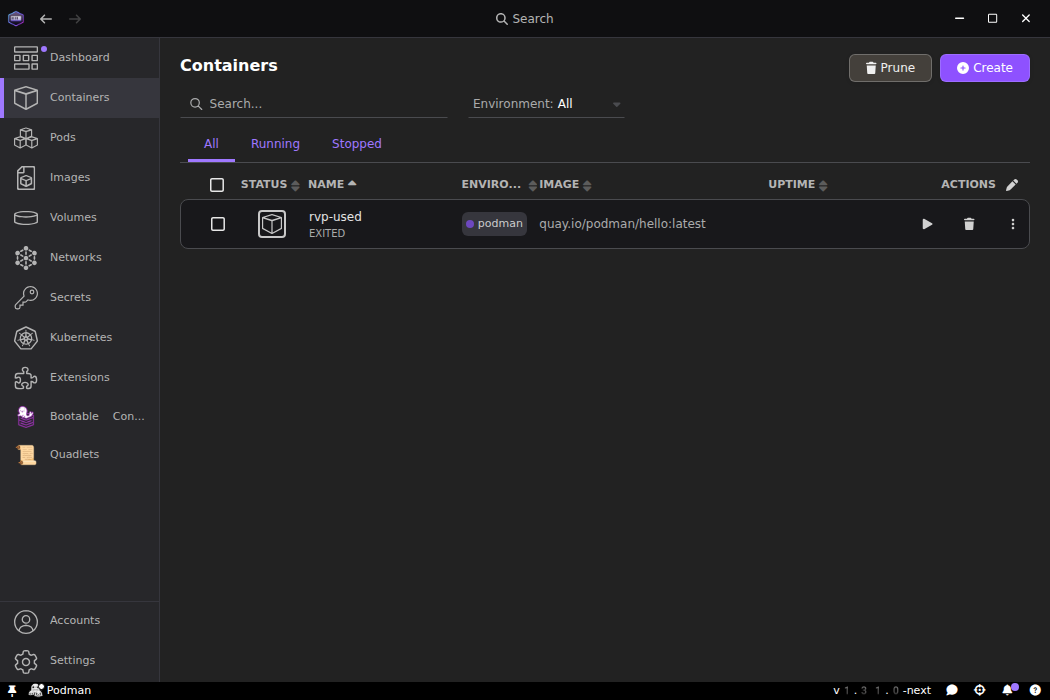 Search
Dashboard
Containers
Pods
Images
Volumes
Networks
Secrets
Kubernetes
Extensions
Bootable Con...
Quadlets
Accounts
Settings
Containers
Prune
Create
Search...
Environment: All
All Running Stopped
STATUS NAME ENVIRO... IMAGE UPTIME ACTIONS
rvp-used
EXITED
podman
quay.io/podman/hello:latest
Podman
v1.31.0-next